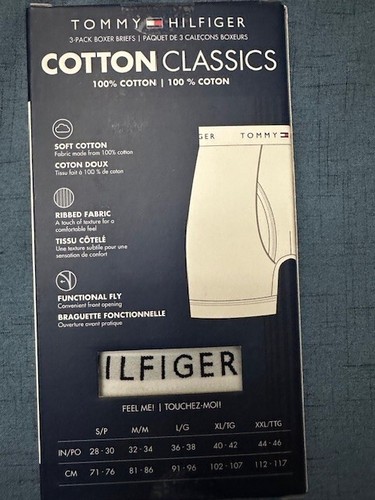 TOMMY HILFIGER
3-PACK BOXER BRIEFS | PAQUET DE 3 CALEÇONS BOXEURS
COTTON CLASSICS
100% COTTON | 100 % COTON
SOFT COTTON
Fabric made from 100% cotton
COTON DOUX
Tissu fait à 100 % de coton
GER TOMMY
RIBBED FABRIC
A touch of texture for a
comfortable feel
TISSU CÔTELÉ
Une texture subtile pour une
sensation de confort
FUNCTIONAL FLY
Convenient front opening
BRAGUETTE FONCTIONNELLE
Ouverture avant pratique
ILFIGER
FEEL ME! | TOUCHEZ-MOI!
S/P M/M L/G XL/TG XXL/TTG
IN/PO 28 - 30 32 - 34 36 - 38 40 - 42 44 - 46
CM 71 - 76 81 - 86 91 - 96 102 - 107 112 - 117